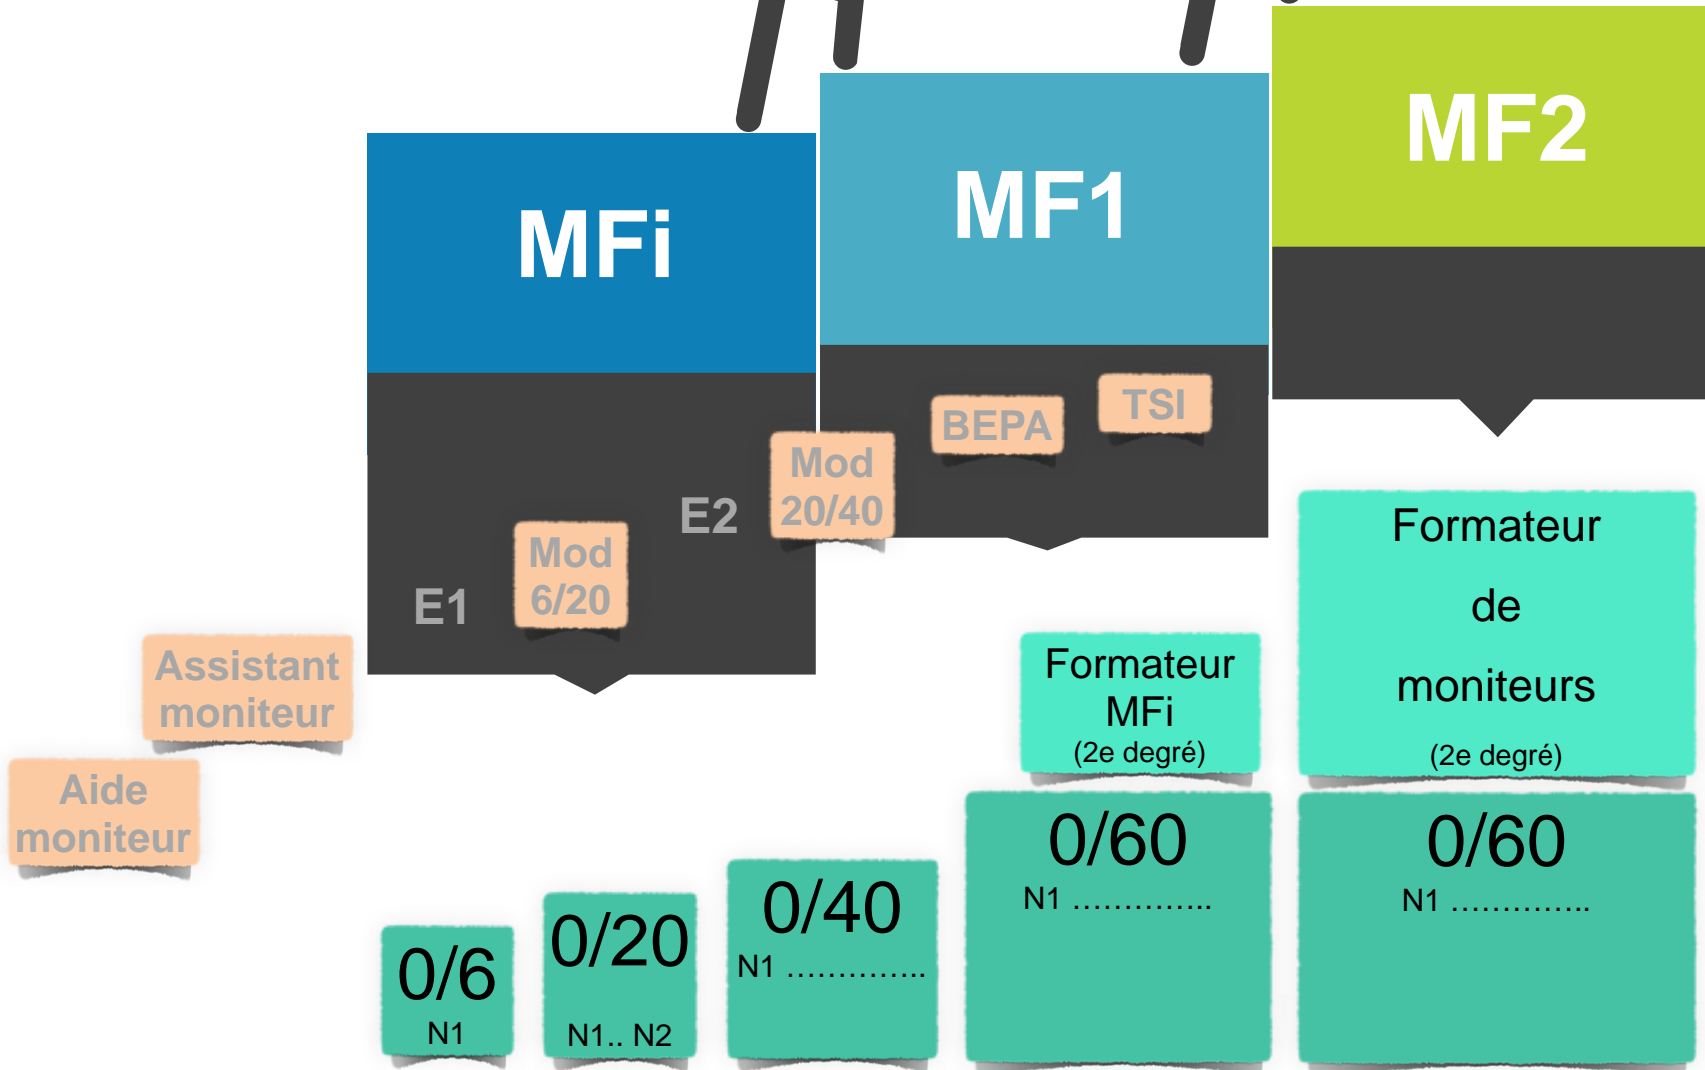 MF2
MF1
MFi
TSI
BEPA
Mod
20/40
E2
Mod
6/20
E1
Assistant
moniteur
Aide
moniteur
Formateur
de
moniteurs
(2e degré)
Formateur
MFi
(2e degré)
0/6
N1
0/20
N1.. N2
0/40
N1 …………..
0/60
N1 …………..
0/60
N1 …………..